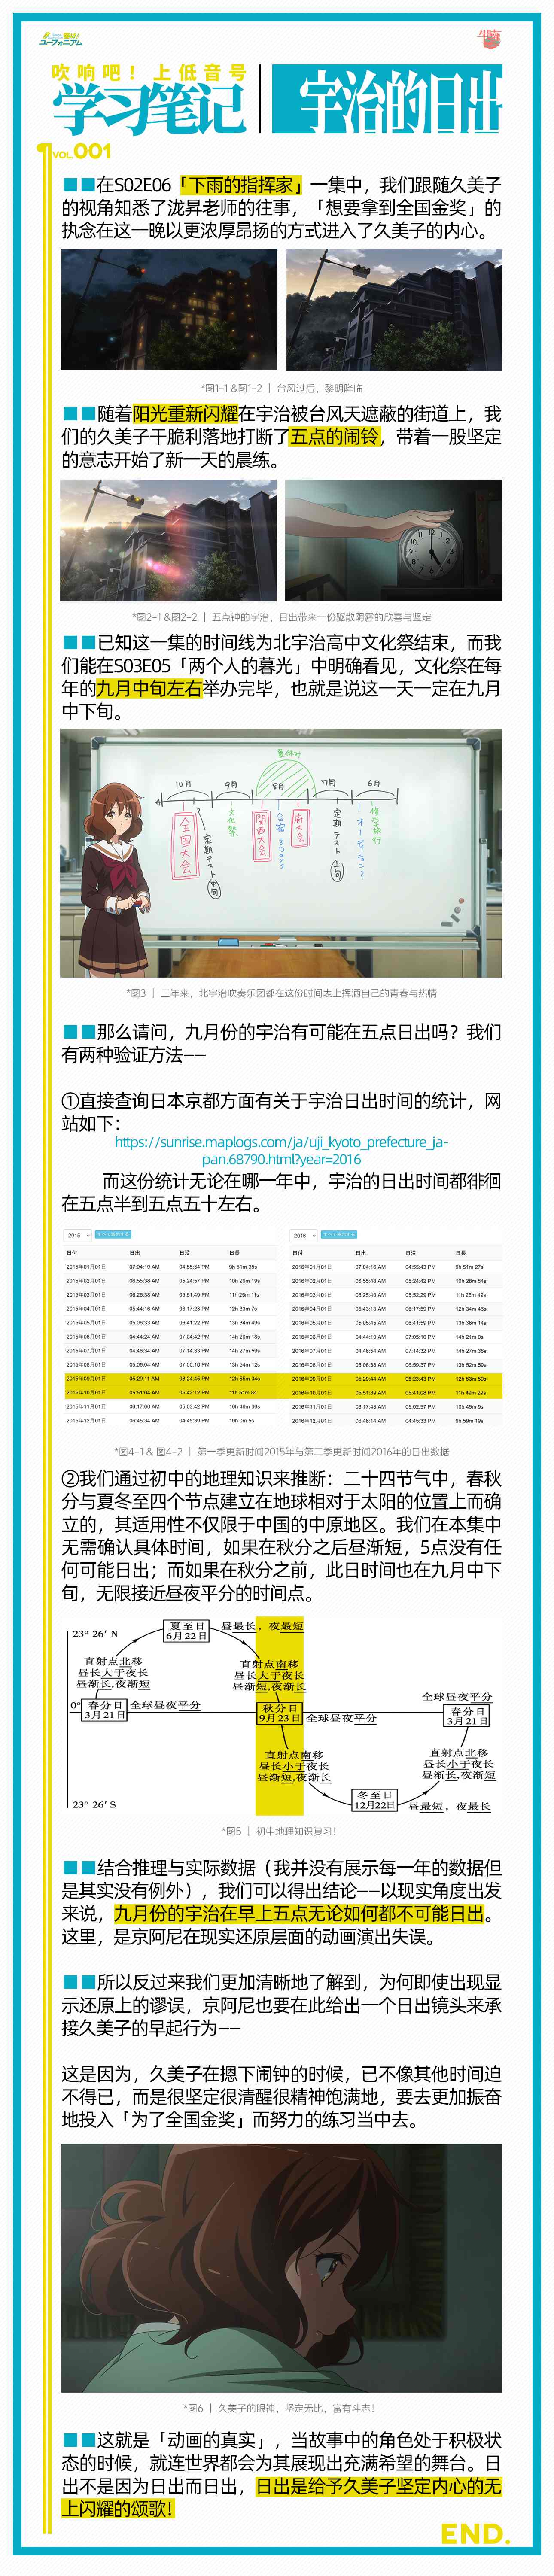 ユーフォニアム
吹响吧！上低音号
学习笔记
宇治的日出
VOL.001
在S02E06「下雨的指挥家」一集中，我们跟随久美子
的视角知悉了泷昇老师的往事，「想要拿到全国金奖」的
执念在这一晚以更浓厚昂扬的方式进入了久美子的内心。
*图1-1 &图1-2 | 台风过后，黎明降临
随着阳光重新闪耀在宇治被台风天遮蔽的街道上，我
们的久美子干脆利落地打断了五点的闹铃，带着一股坚定
的意志开始了新一天的晨练。
*图2-1 &图2-2 | 五点钟的宇治，日出带来一份驱散阴霾的欣喜与坚定
已知这一集的时间线为北宇治高中文化祭结束，而我
们能在S03E05「两个人的暮光」中明确看见，文化祭在每
年的九月中旬左右举办完毕，也就是说这一天一定在九月
中下旬。
夏休み
10月 9月 8月 7月 6月
全国大会
定期テスト 中旬
文化祭
関西大会
合宿 3Days
府大会
定期テスト 上旬
オーディション？
修学旅行
*图3 | 三年来，北宇治吹奏乐团都在这份时间表上挥洒自己的青春与热情
那么请问，九月份的宇治有可能在五点日出吗？我们
有两种验证方法——
①直接查询日本京都方面有关于宇治日出时间的统计，网
站如下：
https://sunrise.maplogs.com/ja/uji_kyoto_prefecture_ja-
pan.68790.html?year=2016
而这份统计无论在哪一年中，宇治的日出时间都徘徊
在五点半到五点五十左右。
2015 すべて表示する
日付 日出 日没 日長
2015年01月01日 07:04:19 AM 04:55:54 PM 9h 51m 35s
2015年02月01日 06:55:38 AM 05:24:57 PM 10h 29m 19s
2015年03月01日 06:26:38 AM 05:51:49 PM 11h 25m 11s
2015年04月01日 05:44:16 AM 06:17:23 PM 12h 33m 7s
2015年05月01日 05:06:33 AM 06:41:22 PM 13h 34m 49s
2015年06月01日 04:44:24 AM 07:04:42 PM 14h 20m 18s
2015年07月01日 04:46:34 AM 07:14:33 PM 14h 27m 59s
2015年08月01日 05:06:04 AM 07:00:16 PM 13h 54m 12s
2015年09月01日 05:29:11 AM 06:24:45 PM 12h 55m 34s
2015年10月01日 05:51:04 AM 05:42:12 PM 11h 51m 8s
2015年11月01日 06:17:06 AM 05:03:42 PM 10h 46m 36s
2015年12月01日 06:45:34 AM 04:45:39 PM 10h 0m 5s
2016 すべて表示する
日付 日出 日没 日長
2016年01月01日 07:04:16 AM 04:55:43 PM 9h 51m 27s
2016年02月01日 06:55:48 AM 05:24:42 PM 10h 28m 54s
2016年03月01日 06:25:40 AM 05:52:29 PM 11h 26m 49s
2016年04月01日 05:43:13 AM 06:17:59 PM 12h 34m 46s
2016年05月01日 05:05:45 AM 06:41:59 PM 13h 36m 14s
2016年06月01日 04:44:10 AM 07:05:10 PM 14h 21m 0s
2016年07月01日 04:46:54 AM 07:14:32 PM 14h 27m 38s
2016年08月01日 05:06:38 AM 06:59:37 PM 13h 52m 59s
2016年09月01日 05:29:44 AM 06:23:43 PM 12h 53m 59s
2016年10月01日 05:51:39 AM 05:41:08 PM 11h 49m 29s
2016年11月01日 06:17:48 AM 05:02:57 PM 10h 45m 9s
2016年12月01日 06:46:14 AM 04:45:33 PM 9h 59m 19s
*图4-1 & 图4-2 | 第一季更新时间2015年与第二季更新时间2016年的日出数据
②我们通过初中的地理知识来推断：二十四节气中，春秋
分与夏冬至四个节点建立在地球相对于太阳的位置上而确
立的，其适用性不仅限于中国的中原地区。我们在本集中
无需确认具体时间，如果在秋分之后昼渐短，5点没有任
何可能日出；而如果在秋分之前，此日时间也在九月中下
旬，无限接近昼夜平分的时间点。
23° 26′ N
夏至日
6月22日
昼最长，夜最短
直射点北移
昼长大于夜长
昼渐长，夜渐短
直射点南移
昼长大于夜长
昼渐短，夜渐长
0°
春分日
3月21日
全球昼夜平分
秋分日
9月23日
全球昼夜平分
全球昼夜平分
春分日
3月21日
直射点南移
昼长小于夜长
昼渐短，夜渐长
直射点北移
昼长小于夜长
昼渐长，夜渐短
23° 26′ S
冬至日
12月22日
昼最短，夜最长
*图5 | 初中地理知识复习！
结合推理与实际数据（我并没有展示每一年的数据但
是其实没有例外），我们可以得出结论——以现实角度出发
来说，九月份的宇治在早上五点无论如何都不可能日出。
这里，是京阿尼在现实还原层面的动画演出失误。
所以反过来我们更加清晰地了解到，为何即使出现显
示还原上的谬误，京阿尼也要在此给出一个日出镜头来承
接久美子的早起行为——
这是因为，久美子在摁下闹钟的时候，已不像其他时间迫
不得已，而是很坚定很清醒很精神饱满地，要去更加振奋
地投入「为了全国金奖」而努力的练习当中去。
*图6 | 久美子的眼神，坚定无比，富有斗志！
这就是「动画的真实」，当故事中的角色处于积极状
态的时候，就连世界都会为其展现出充满希望的舞台。日
出不是因为日出而日出，日出是给予久美子坚定内心的无
上闪耀的颂歌！
END.